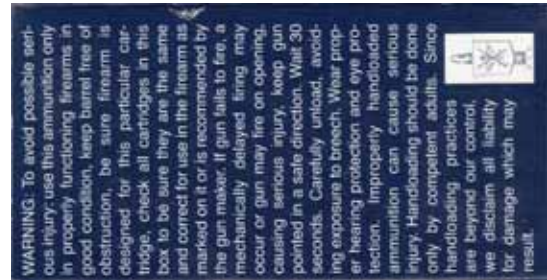 WARNING: To avoid possible seri-
ous injury use this ammunition only
in properly functioning firearms in
good condition, keep barrel free of
obstruction, be sure firearm is
designed for this particular car-
tridge, check all cartridges in this
box to be sure they are the same
and correct for use in the firearm as
marked on it or is recommended by
the gun maker. If gun fails to fire, a
mechanically delayed firing may
occur or gun may fire on opening,
causing serious injury, keep gun
pointed in a safe direction. Wait 30
seconds. Carefully unload, avoid-
ing exposure to breech. Wear prop-
er hearing protection and eye pro-
tection. Improperly handloaded
ammunition can cause serious
injury. Handloading should be done
only by competent adults. Since
handloading practices
are beyond our control,
we disclaim all liability
for damage which may
result.